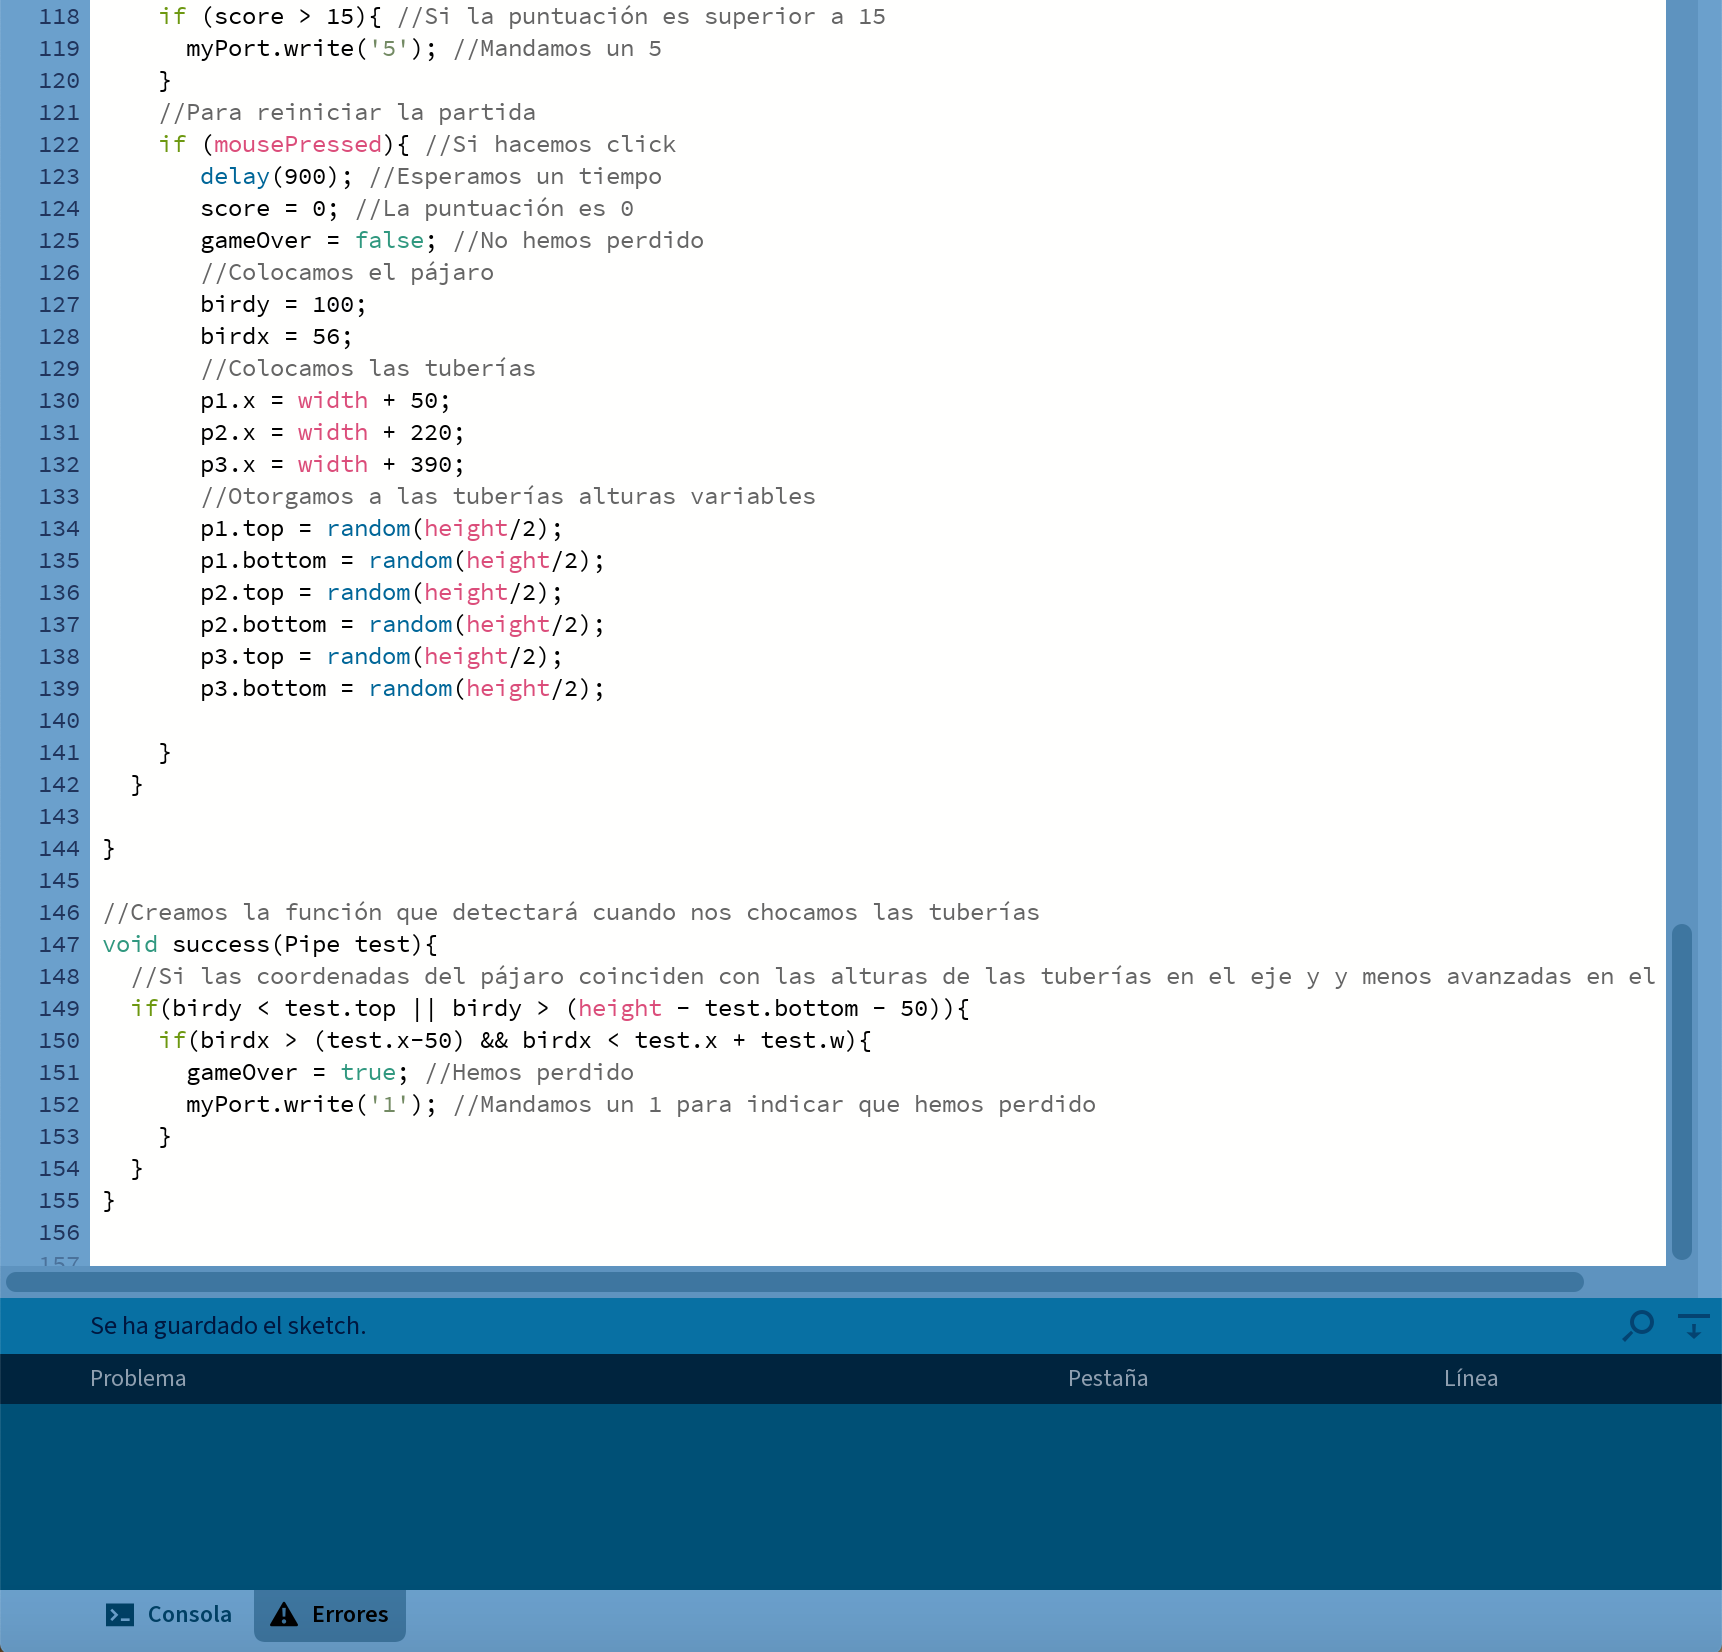 118 if (score > 15){ //Si la puntuación es superior a 15
119 myPort.write('5'); //Mandamos un 5
120 }
121 //Para reiniciar la partida
122 if (mousePressed){ //Si hacemos click
123 delay(900); //Esperamos un tiempo
124 score = 0; //La puntuación es 0
125 gameOver = false; //No hemos perdido
126 //Colocamos el pájaro
127 birdy = 100;
128 birdx = 56;
129 //Colocamos las tuberías
130 p1.x = width + 50;
131 p2.x = width + 220;
132 p3.x = width + 390;
133 //Otorgamos a las tuberías alturas variables
134 p1.top = random(height/2);
135 p1.bottom = random(height/2);
136 p2.top = random(height/2);
137 p2.bottom = random(height/2);
138 p3.top = random(height/2);
139 p3.bottom = random(height/2);
140
141 }
142 }
143
144 }
145
146 //Creamos la función que detectará cuando nos chocamos las tuberías
147 void success(Pipe test){
148 //Si las coordenadas del pájaro coinciden con las alturas de las tuberías en el eje y y menos avanzadas en el
149 if(birdy < test.top || birdy > (height - test.bottom - 50)){
150 if(birdx > (test.x-50) && birdx < test.x + test.w){
151 gameOver = true; //Hemos perdido
152 myPort.write('1'); //Mandamos un 1 para indicar que hemos perdido
153 }
154 }
155 }
156
157
Se ha guardado el sketch.
Problema Pestaña Línea
Consola Errores